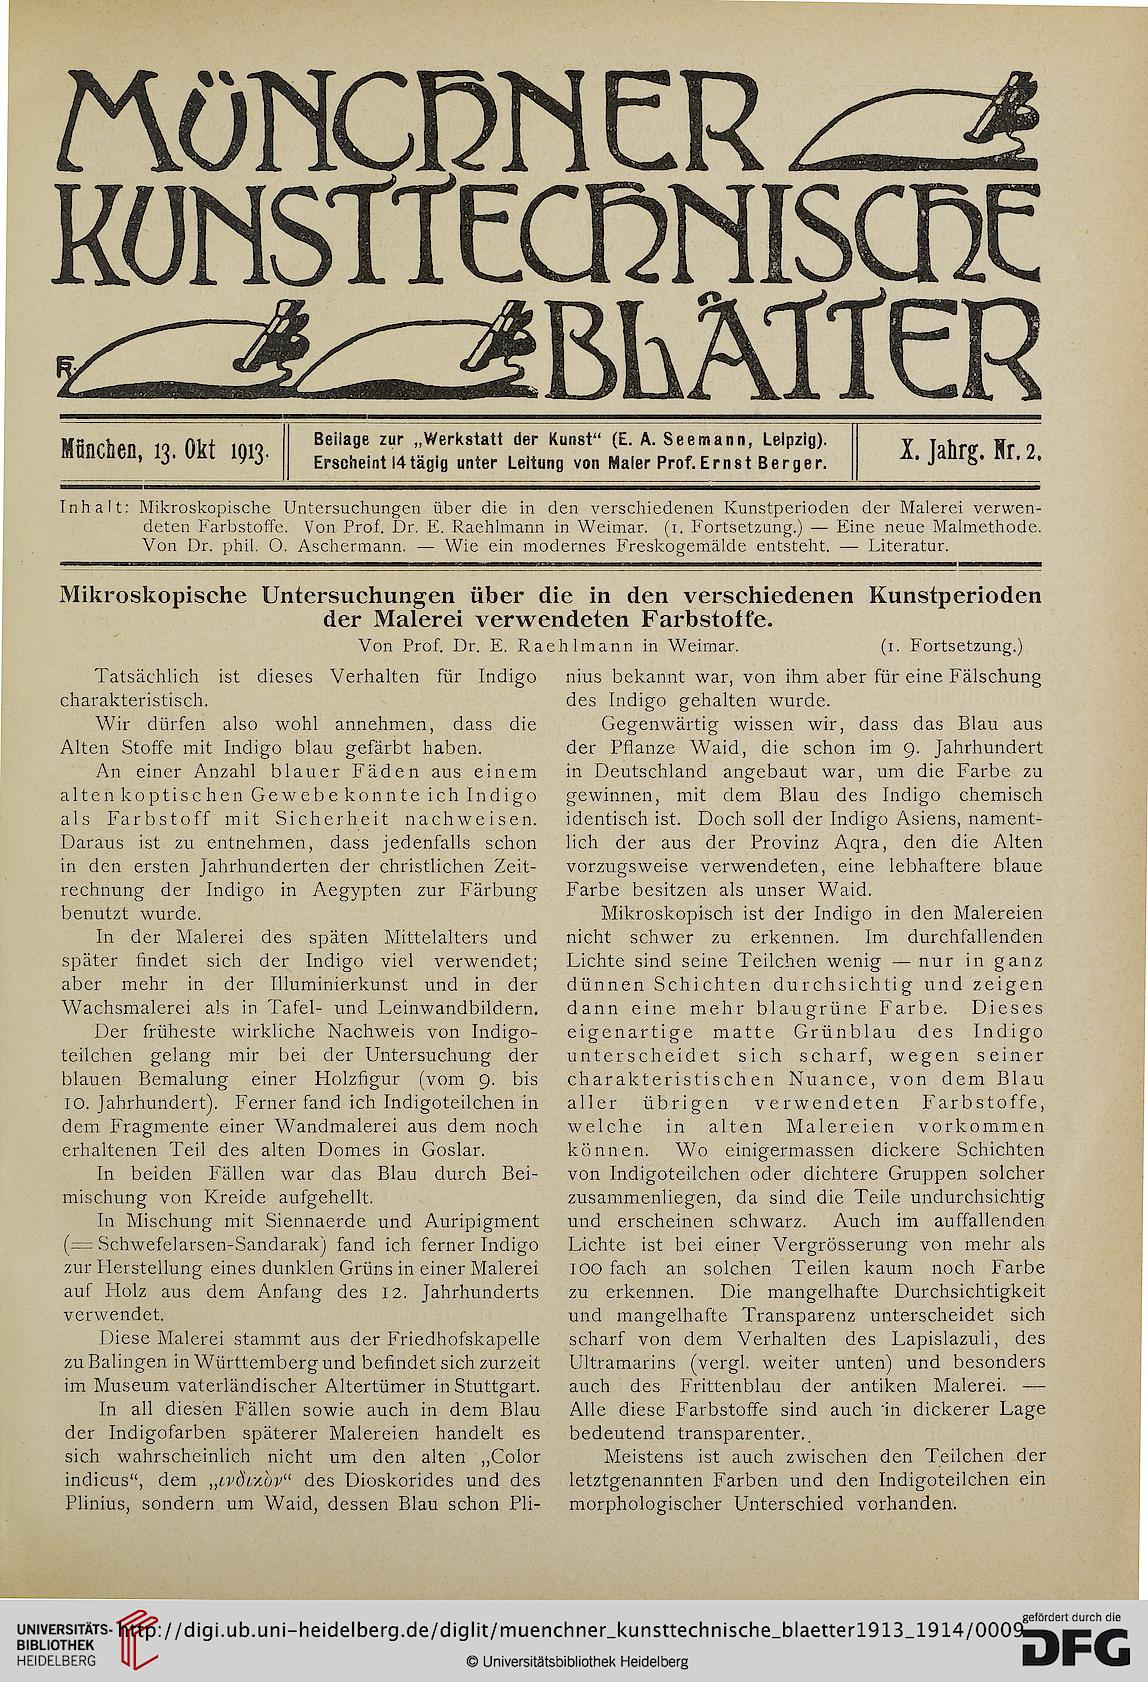 MÜNCHNER
KUNSTTECHNISCHE
BLÄTTER
FR.
München, 13. Okt 1913.
Beilage zur „Werkstatt der Kunst“ (E. A. Seemann, Leipzig).
Erscheint 14 tägig unter Leitung von Maler Prof. Ernst Berger.
X. Jahrg. Nr. 2.
Inhalt: Mikroskopische Untersuchungen über die in den verschiedenen Kunstperioden der Malerei verwen-
deten Farbstoffe. Von Prof. Dr. E. Raehlmann in Weimar. (1. Fortsetzung.) — Eine neue Malmethode.
Von Dr. phil. O. Aschermann. — Wie ein modernes Freskogemälde entsteht. — Literatur.
Mikroskopische Untersuchungen über die in den verschiedenen Kunstperioden
der Malerei verwendeten Farbstoffe.
Von Prof. Dr. E. Raehlmann in Weimar. (1. Fortsetzung.)
Tatsächlich ist dieses Verhalten für Indigo
charakteristisch.
Wir dürfen also wohl annehmen, dass die
Alten Stoffe mit Indigo blau gefärbt haben.
An einer Anzahl blauer Fäden aus einem
alten koptischen Gewebe konnte ich Indigo
als Farbstoff mit Sicherheit nachweisen.
Daraus ist zu entnehmen, dass jedenfalls schon
in den ersten Jahrhunderten der christlichen Zeit-
rechnung der Indigo in Aegypten zur Färbung
benutzt wurde.
In der Malerei des späten Mittelalters und
später findet sich der Indigo viel verwendet;
aber mehr in der Illuminierkunst und in der
Wachsmalerei als in Tafel- und Leinwandbildern.
Der früheste wirkliche Nachweis von Indigo-
teilchen gelang mir bei der Untersuchung der
blauen Bemalung einer Holzfigur (vom 9. bis
10. Jahrhundert). Ferner fand ich Indigoteilchen in
dem Fragmente einer Wandmalerei aus dem noch
erhaltenen Teil des alten Domes in Goslar.
In beiden Fällen war das Blau durch Bei-
mischung von Kreide aufgehellt.
In Mischung mit Siennaerde und Auripigment
(= Schwefelarsen-Sandarak) fand ich ferner Indigo
zur Herstellung eines dunklen Grüns in einer Malerei
auf Holz aus dem Anfang des 12. Jahrhunderts
verwendet.
Diese Malerei stammt aus der Friedhofskapelle
zu Balingen in Württemberg und befindet sich zurzeit
im Museum vaterländischer Altertümer in Stuttgart.
In all diesen Fällen sowie auch in dem Blau
der Indigofarben späterer Malereien handelt es
sich wahrscheinlich nicht um den alten „Color
indicus“, dem „ινδικὸν“ des Dioskorides und des
Plinius, sondern um Waid, dessen Blau schon Pli-
nius bekannt war, von ihm aber für eine Fälschung
des Indigo gehalten wurde.
Gegenwärtig wissen wir, dass das Blau aus
der Pflanze Waid, die schon im 9. Jahrhundert
in Deutschland angebaut war, um die Farbe zu
gewinnen, mit dem Blau des Indigo chemisch
identisch ist. Doch soll der Indigo Asiens, nament-
lich der aus der Provinz Aqra, den die Alten
vorzugsweise verwendeten, eine lebhaftere blaue
Farbe besitzen als unser Waid.
Mikroskopisch ist der Indigo in den Malereien
nicht schwer zu erkennen. Im durchfallenden
Lichte sind seine Teilchen wenig — nur in ganz
dünnen Schichten durchsichtig und zeigen
dann eine mehr blaugrüne Farbe. Dieses
eigenartige matte Grünblau des Indigo
unterscheidet sich scharf, wegen seiner
charakteristischen Nuance, von dem Blau
aller übrigen verwendeten Farbstoffe,
welche in alten Malereien vorkommen
können. Wo einigermassen dickere Schichten
von Indigoteilchen oder dichtere Gruppen solcher
zusammenliegen, da sind die Teile undurchsichtig
und erscheinen schwarz. Auch im auffallenden
Lichte ist bei einer Vergrösserung von mehr als
100 fach an solchen Teilen kaum noch Farbe
zu erkennen. Die mangelhafte Durchsichtigkeit
und mangelhafte Transparenz unterscheidet sich
scharf von dem Verhalten des Lapislazuli, des
Ultramarins (vergl. weiter unten) und besonders
auch des Frittenblau der antiken Malerei. —
Alle diese Farbstoffe sind auch in dickerer Lage
bedeutend transparenter.
Meistens ist auch zwischen den Teilchen der
letztgenannten Farben und den Indigoteilchen ein
morphologischer Unterschied vorhanden.
UNIVERSITÄTS-
BIBLIOTHEK
HEIDELBERG
http://digi.ub.uni-heidelberg.de/diglit/muenchner_kunsttechnische_blaetter1913_1914/0009
© Universitätsbibliothek Heidelberg
gefördert durch die
DFG